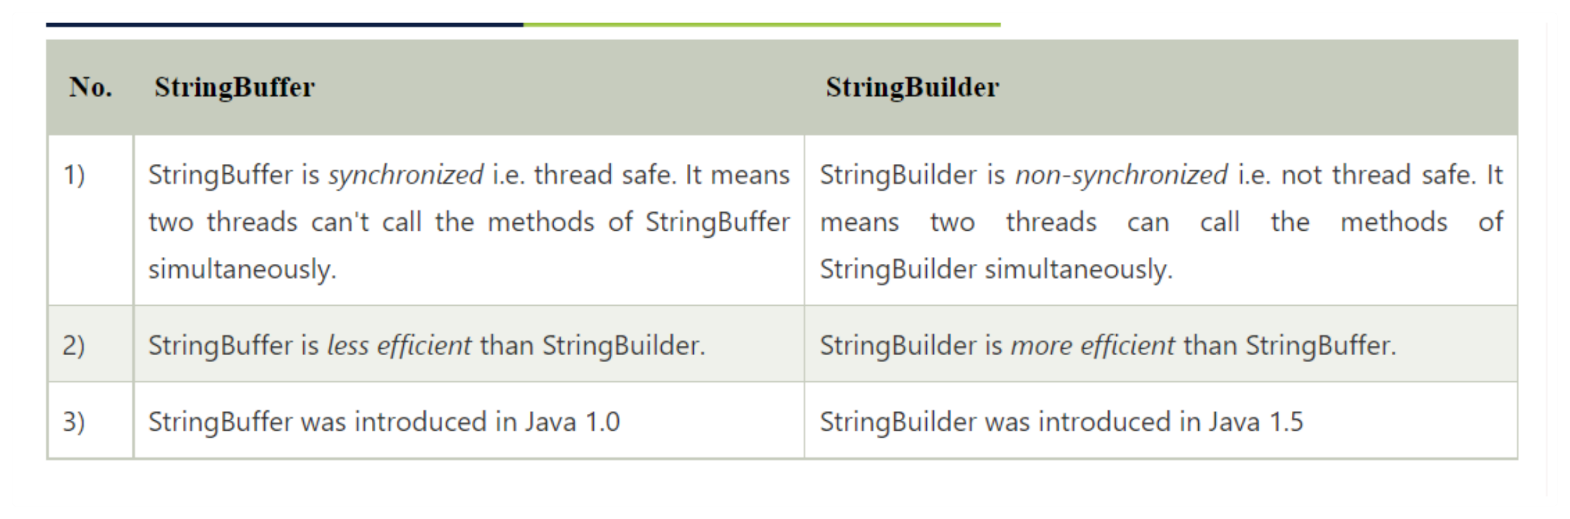 No. StringBuffer StringBuilder
1) StringBuffer is synchronized i.e. thread safe. It means
two threads can't call the methods of StringBuffer
simultaneously.
StringBuilder is non-synchronized i.e. not thread safe. It
means two threads can call the methods of
StringBuilder simultaneously.
2) StringBuffer is less efficient than StringBuilder. StringBuilder is more efficient than StringBuffer.
3) StringBuffer was introduced in Java 1.0 StringBuilder was introduced in Java 1.5